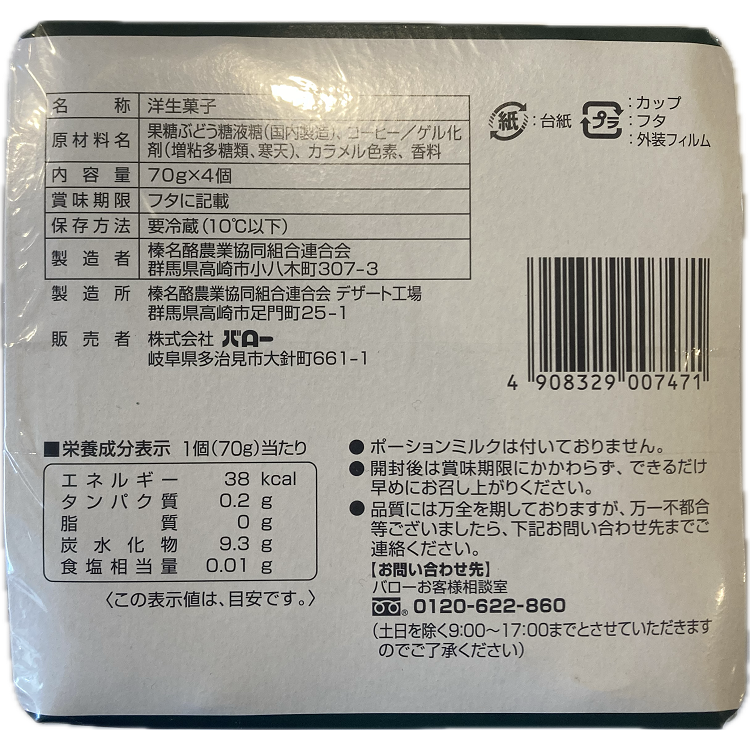 名称 洋生菓子
原材料名 果糖ぶどう糖液糖(国内製造)、コーヒー/ゲル化
剤(増粘多糖類、寒天)、カラメル色素、香料
内容量 70g×4個
賞味期限 フタに記載
保存方法 要冷蔵(10℃以下)
製造者 榛名酪農業協同組合連合会
群馬県高崎市小八木町307-3
製造所 榛名酪農業協同組合連合会 デザート工場
群馬県高崎市足門町25-1
販売者 株式会社 バロー
岐阜県多治見市大針町661-1
紙:台紙
プラ:カップ
:フタ
:外装フィルム
4 908329 007471
■栄養成分表示 1個(70g)当たり
エネルギー 38 kcal
タンパク質 0.2 g
脂質 0 g
炭水化物 9.3 g
食塩相当量 0.01 g
〈この表示値は、目安です。〉
● ポーションミルクは付いておりません。
● 開封後は賞味期限にかかわらず、できるだけ
早めにお召し上がりください。
● 品質には万全を期しておりますが、万一不都合
等ございましたら、下記お問い合わせ先までご
連絡ください。
【お問い合わせ先】
バローお客様相談室
0120-622-860
(土日を除く9:00〜17:00までとさせていただきます
のでご了承ください)